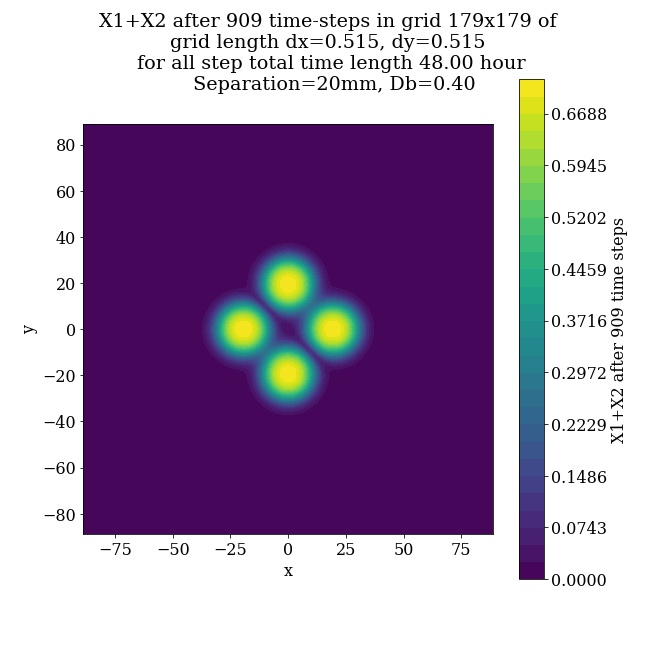 X1+X2 after 909 time-steps in grid 179x179 of
grid length dx=0.515, dy=0.515
for all step total time length 48.00 hour
Separation=20mm, Db=0.40
80
60
40
20
0
−20
−40
−60
−80
y
−75 −50 −25 0 25 50 75
x
0.6688
0.5945
0.5202
0.4459
0.3716
0.2972
0.2229
0.1486
0.0743
0.0000
X1+X2 after 909 time steps